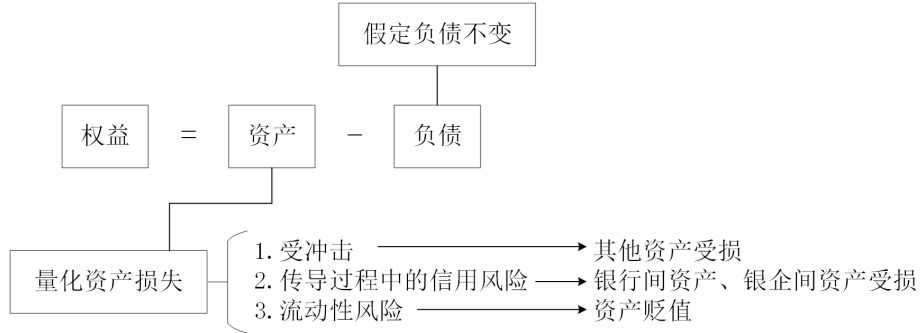 假定负债不变
权益 = 资产 − 负债
1. 受冲击 其他资产受损
量化资产损失 2. 传导过程中的信用风险 银行间资产、银企间资产受损
3. 流动性风险 资产贬值